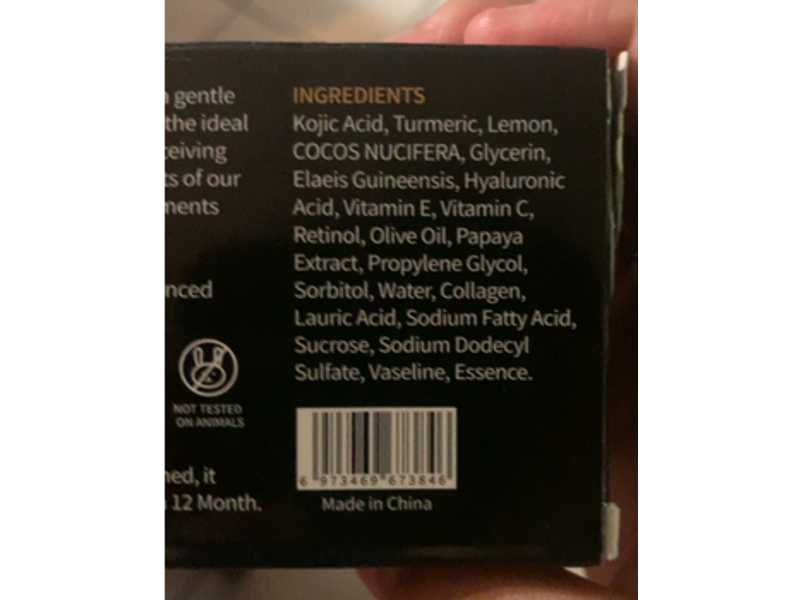 gentle
the ideal
ceiving
ts of our
ments
nced
NOT TESTED
ON ANIMALS
ned, it
12 Month.
INGREDIENTS
Kojic Acid, Turmeric, Lemon,
COCOS NUCIFERA, Glycerin,
Elaeis Guineensis, Hyaluronic
Acid, Vitamin E, Vitamin C,
Retinol, Olive Oil, Papaya
Extract, Propylene Glycol,
Sorbitol, Water, Collagen,
Lauric Acid, Sodium Fatty Acid,
Sucrose, Sodium Dodecyl
Sulfate, Vaseline, Essence.
6 973469 673846
Made in China